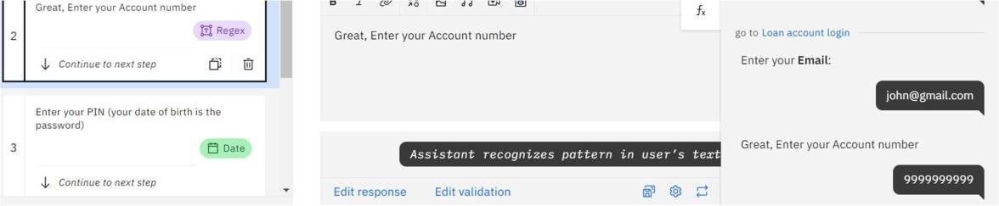 Great, Enter your Account number
2
Regex
Continue to next step
Enter your PIN (your date of birth is the
password)
3
Date
Continue to next step
B I
fx
Great, Enter your Account number
Assistant recognizes pattern in user's text
Edit response Edit validation
go to Loan account login
Enter your Email:
john@gmail.com
Great, Enter your Account number
9999999999